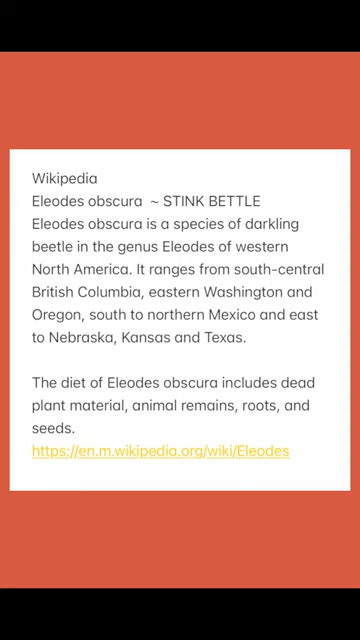 Wikipedia
Eleodes obscura ~ STINK BETTLE
Eleodes obscura is a species of darkling
beetle in the genus Eleodes of western
North America. It ranges from south-central
British Columbia, eastern Washington and
Oregon, south to northern Mexico and east
to Nebraska, Kansas and Texas.

The diet of Eleodes obscura includes dead
plant material, animal remains, roots, and
seeds.
https://en.m.wikipedia.org/wiki/Eleodes